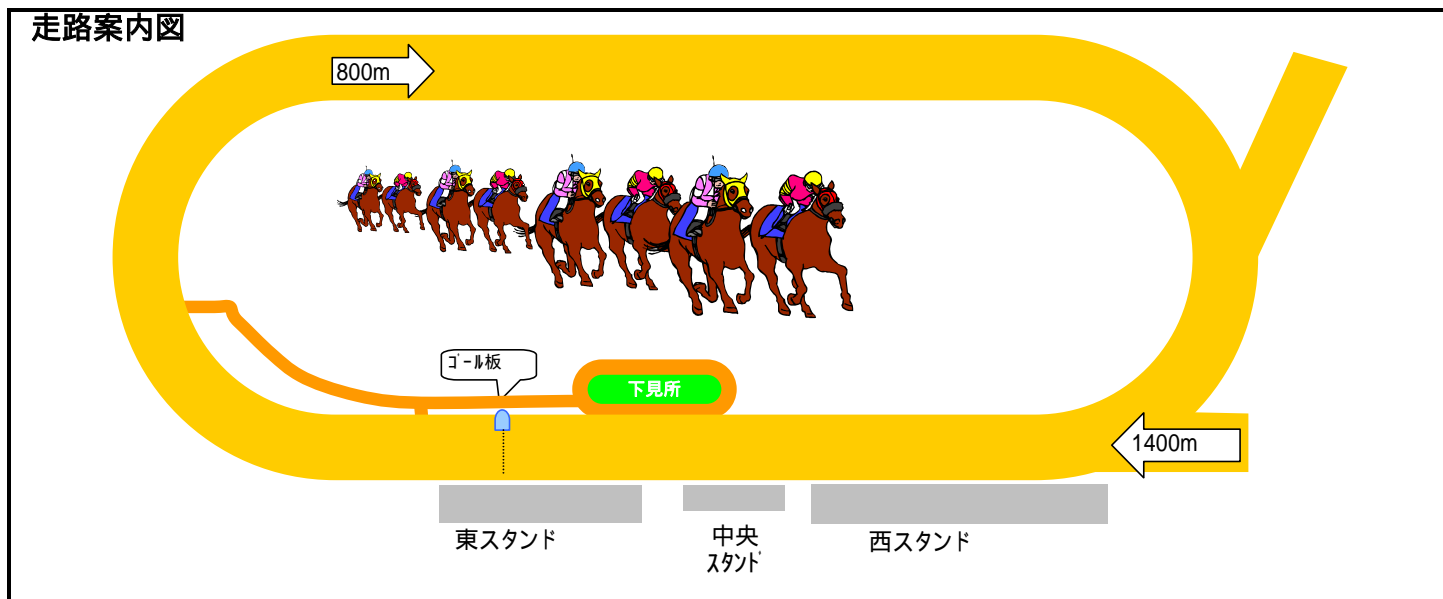 走路案内図
800m
ｺﾞｰﾙ板
下見所
1400m
東スタンド
中央
ｽﾀﾝﾄﾞ
西スタンド